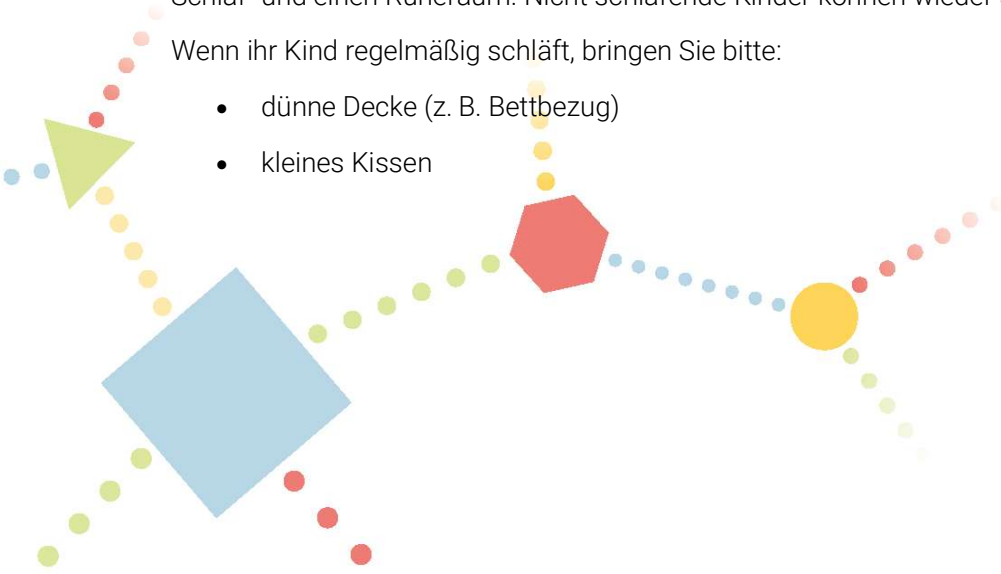 Schlaf- und einen Ruheraum. Nicht schlafende Kinder können wieder
Wenn ihr Kind regelmäßig schläft, bringen Sie bitte:
• dünne Decke (z. B. Bettbezug)
• kleines Kissen